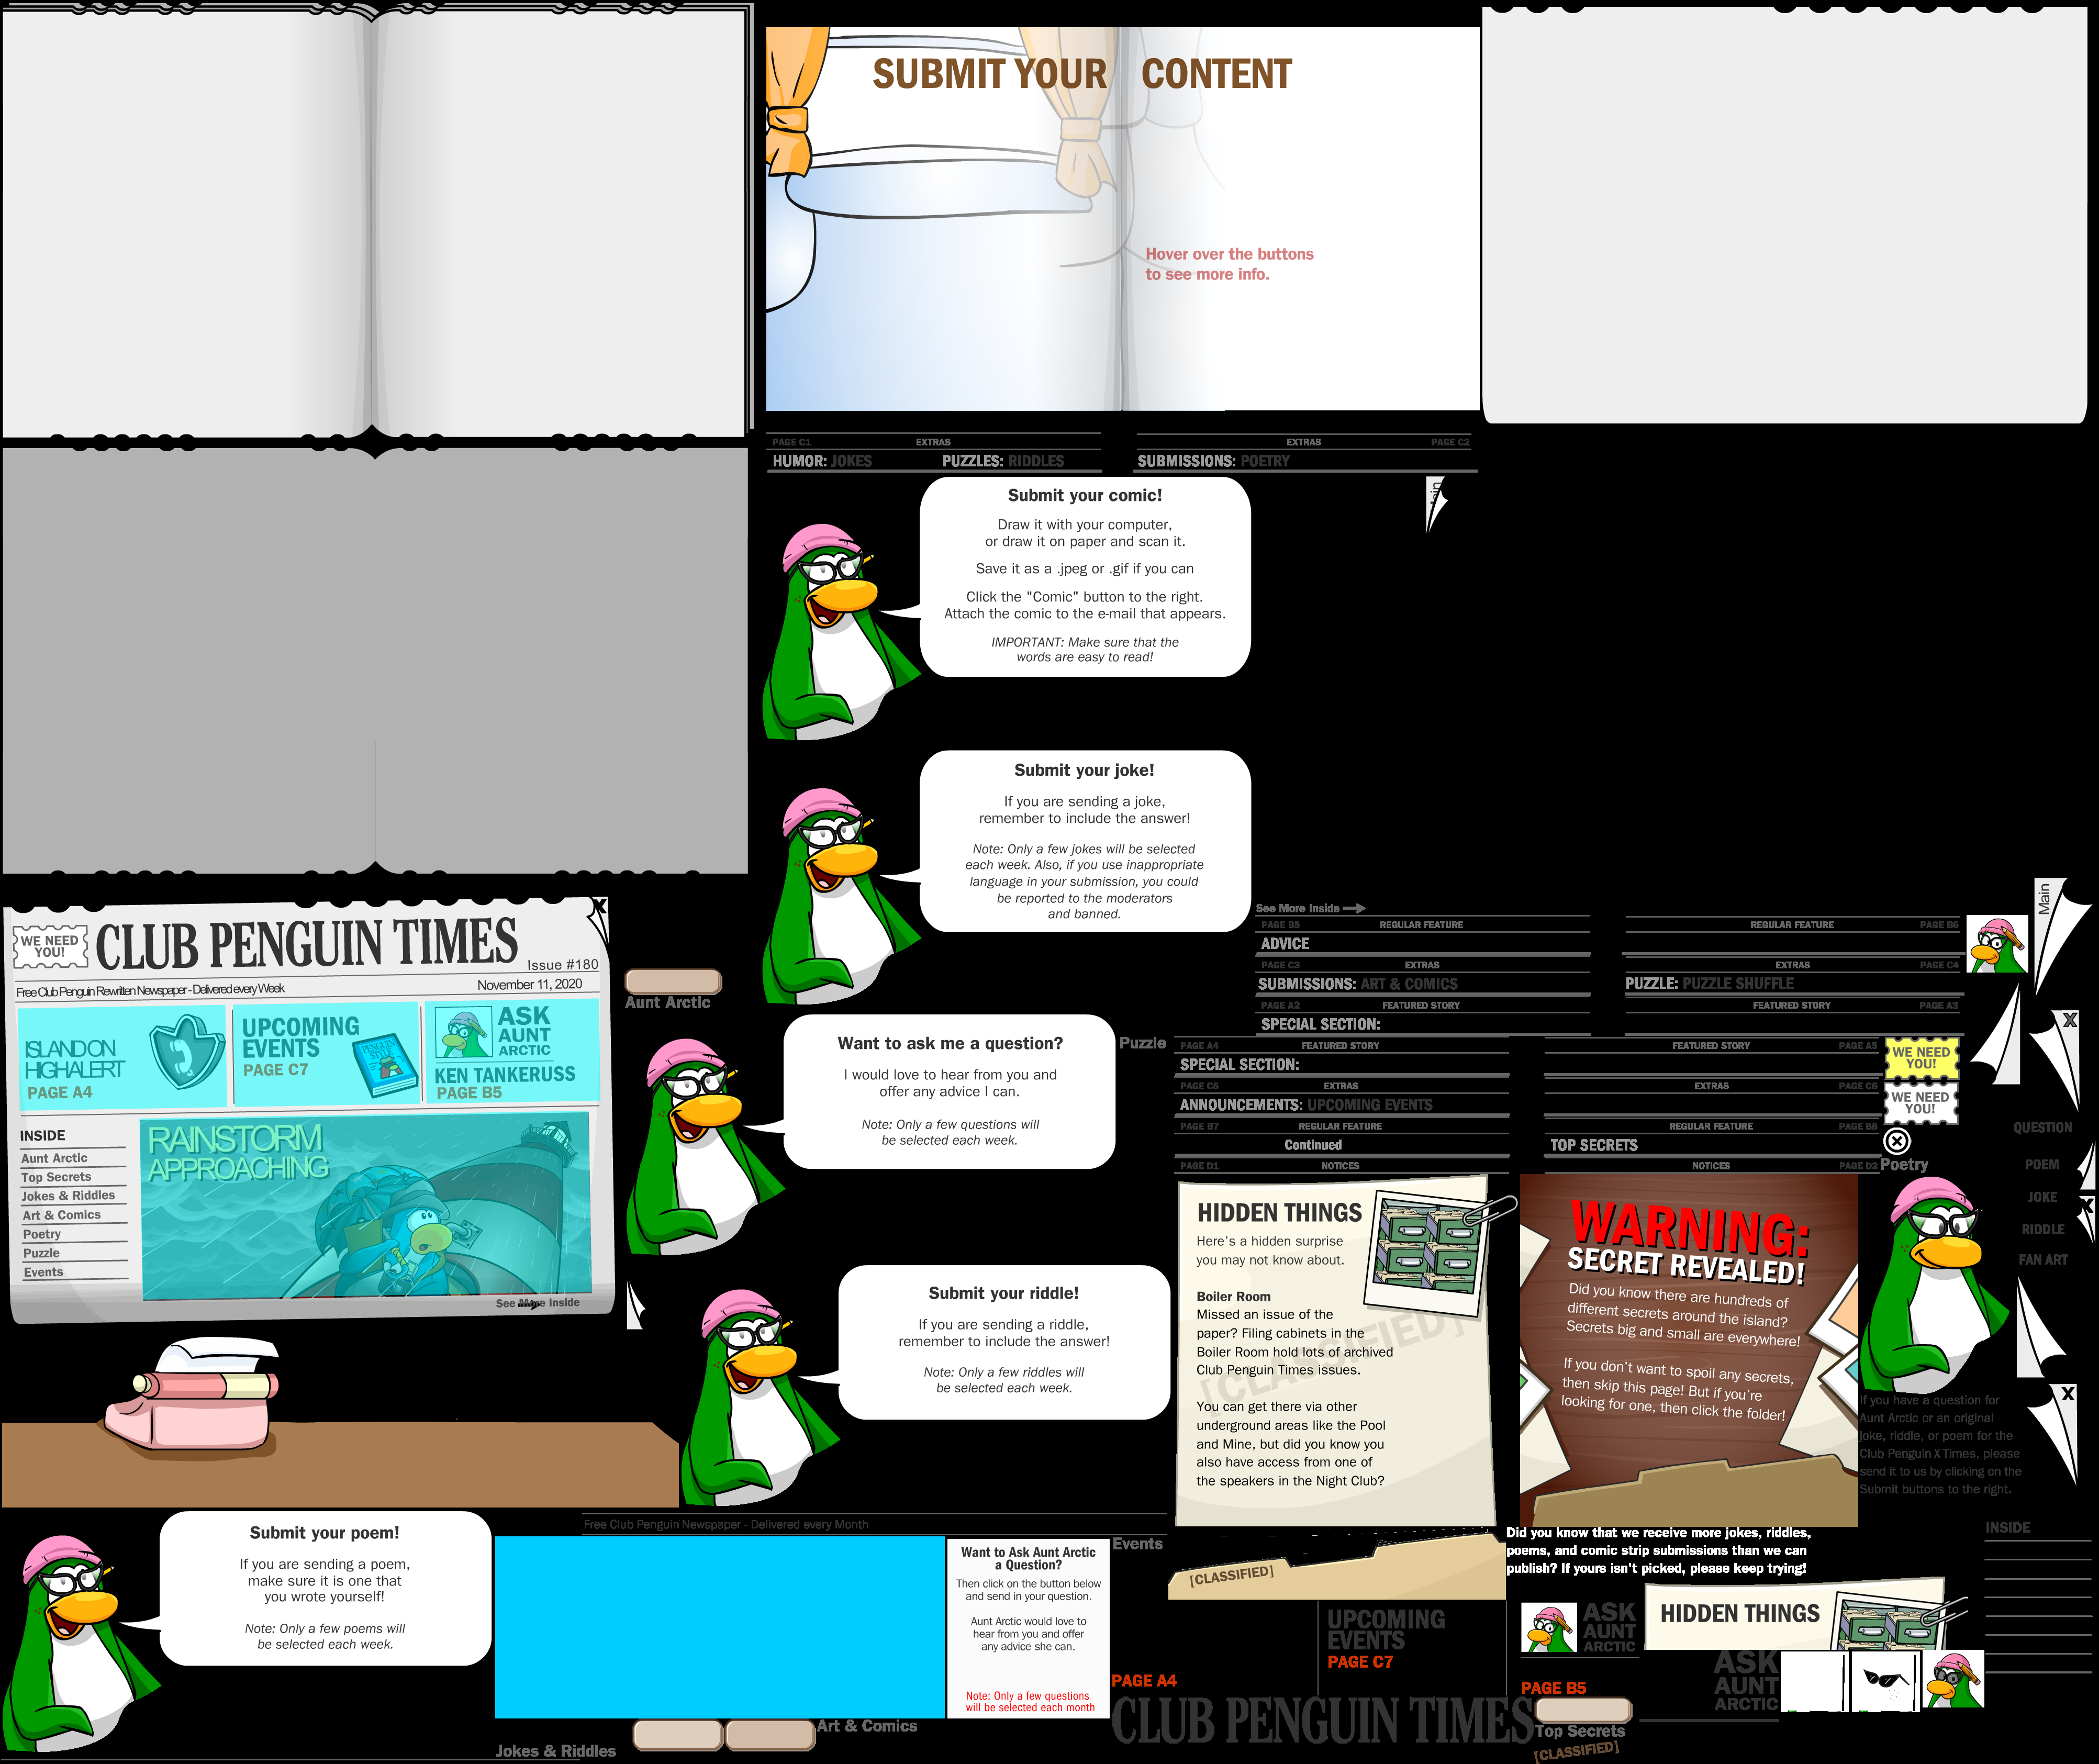 SUBMIT YOUR CONTENT
Hover over the buttons
to see more info.
PAGE C1 EXTRAS
HUMOR: JOKES PUZZLES: RIDDLES
EXTRAS PAGE C2
SUBMISSIONS: POETRY
Submit your comic!
Draw it with your computer,
or draw it on paper and scan it.
Save it as a .jpeg or .gif if you can
Click the "Comic" button to the right.
Attach the comic to the e-mail that appears.
IMPORTANT: Make sure that the
words are easy to read!
Submit your joke!
If you are sending a joke,
remember to include the answer!
Note: Only a few jokes will be selected
each week. Also, if you use inappropriate
language in your submission, you could
be reported to the moderators
and banned.
WE NEED
YOU!
CLUB PENGUIN TIMES
X
Issue #180
Free Club Penguin Rewritten Newspaper - Delivered every Week
November 11, 2020
ISLAND ON
HIGH ALERT
PAGE A4
UPCOMING
EVENTS
PAGE C7
PENGUIN
STYLE
ASK
AUNT
ARCTIC
KEN TANKERUSS
PAGE B5
INSIDE
Aunt Arctic
Top Secrets
Jokes & Riddles
Art & Comics
Poetry
Puzzle
Events
RAINSTORM
APPROACHING
See More Inside
Aunt Arctic
Want to ask me a question?
I would love to hear from you and
offer any advice I can.
Note: Only a few questions will
be selected each week.
Puzzle
See More Inside
PAGE B5 REGULAR FEATURE
ADVICE
PAGE C3 EXTRAS
SUBMISSIONS: ART & COMICS
PAGE A2 FEATURED STORY
SPECIAL SECTION:
REGULAR FEATURE PAGE B6
EXTRAS PAGE C4
PUZZLE: PUZZLE SHUFFLE
FEATURED STORY PAGE A3
Main
X
PAGE A4 FEATURED STORY
SPECIAL SECTION:
PAGE C5 EXTRAS
ANNOUNCEMENTS: UPCOMING EVENTS
PAGE B7 REGULAR FEATURE
Continued
PAGE D1 NOTICES
FEATURED STORY PAGE A5
EXTRAS PAGE C6
REGULAR FEATURE PAGE B8
TOP SECRETS
NOTICES PAGE D2
WE NEED
YOU!
WE NEED
YOU!
Poetry
QUESTION
POEM
JOKE
RIDDLE
FAN ART
X
Submit your riddle!
If you are sending a riddle,
remember to include the answer!
Note: Only a few riddles will
be selected each week.
HIDDEN THINGS
Here's a hidden surprise
you may not know about.
Boiler Room
Missed an issue of the
paper? Filing cabinets in the
Boiler Room hold lots of archived
Club Penguin Times issues.
You can get there via other
underground areas like the Pool
and Mine, but did you know you
also have access from one of
the speakers in the Night Club?
[CLASSIFIED]
WARNING:
SECRET REVEALED!
Did you know there are hundreds of
different secrets around the island?
Secrets big and small are everywhere!
If you don't want to spoil any secrets,
then skip this page! But if you're
looking for one, then click the folder!
If you have a question for
Aunt Arctic or an original
joke, riddle, or poem for the
Club Penguin X Times, please
send it to us by clicking on the
Submit buttons to the right.
X
Submit your poem!
If you are sending a poem,
make sure it is one that
you wrote yourself!
Note: Only a few poems will
be selected each week.
Free Club Penguin Newspaper - Delivered every Month
Want to Ask Aunt Arctic
a Question?
Then click on the button below
and send in your question.
Aunt Arctic would love to
hear from you and offer
any advice she can.
Note: Only a few questions
will be selected each month
Events
[CLASSIFIED]
Did you know that we receive more jokes, riddles,
poems, and comic strip submissions than we can
publish? If yours isn't picked, please keep trying!
INSIDE
UPCOMING
EVENTS
PAGE C7
PAGE A4
ASK
AUNT
ARCTIC
PAGE B5
HIDDEN THINGS
ASK
AUNT
ARCTIC
CLUB PENGUIN TIMES
Top Secrets
[CLASSIFIED]
Art & Comics
Jokes & Riddles